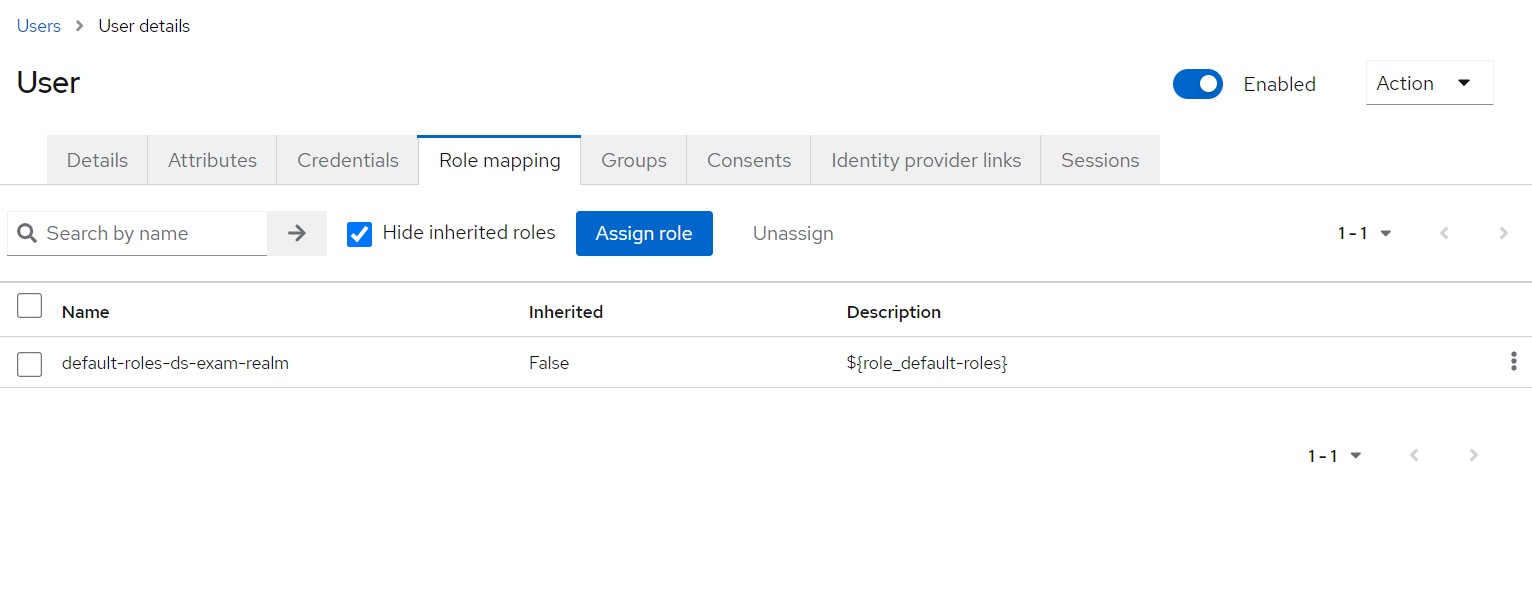 Users > User details
User
Enabled
Action
Details Attributes Credentials Role mapping Groups Consents Identity provider links Sessions
Search by name Hide inherited roles Assign role Unassign 1 - 1
Name Inherited Description
default-roles-ds-exam-realm False ${role_default-roles}
1 - 1